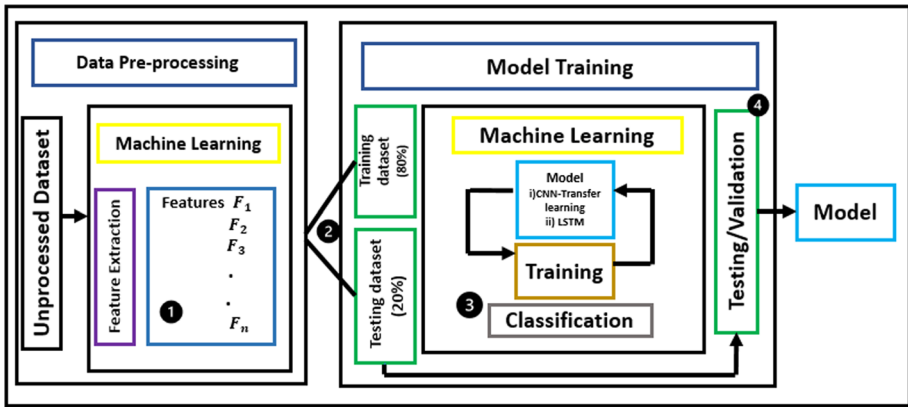 Data Pre-processing
Unprocessed Dataset
Machine Learning
Feature Extraction
Features F₁
F₂
F₃
.
.
Fₙ
1
2
Model Training
Training
dataset
(80%)
Testing dataset
(20%)
Machine Learning
Model
i)CNN-Transfer
learning
ii) LSTM
Training
3
Classification
4
Testing/Validation
Model